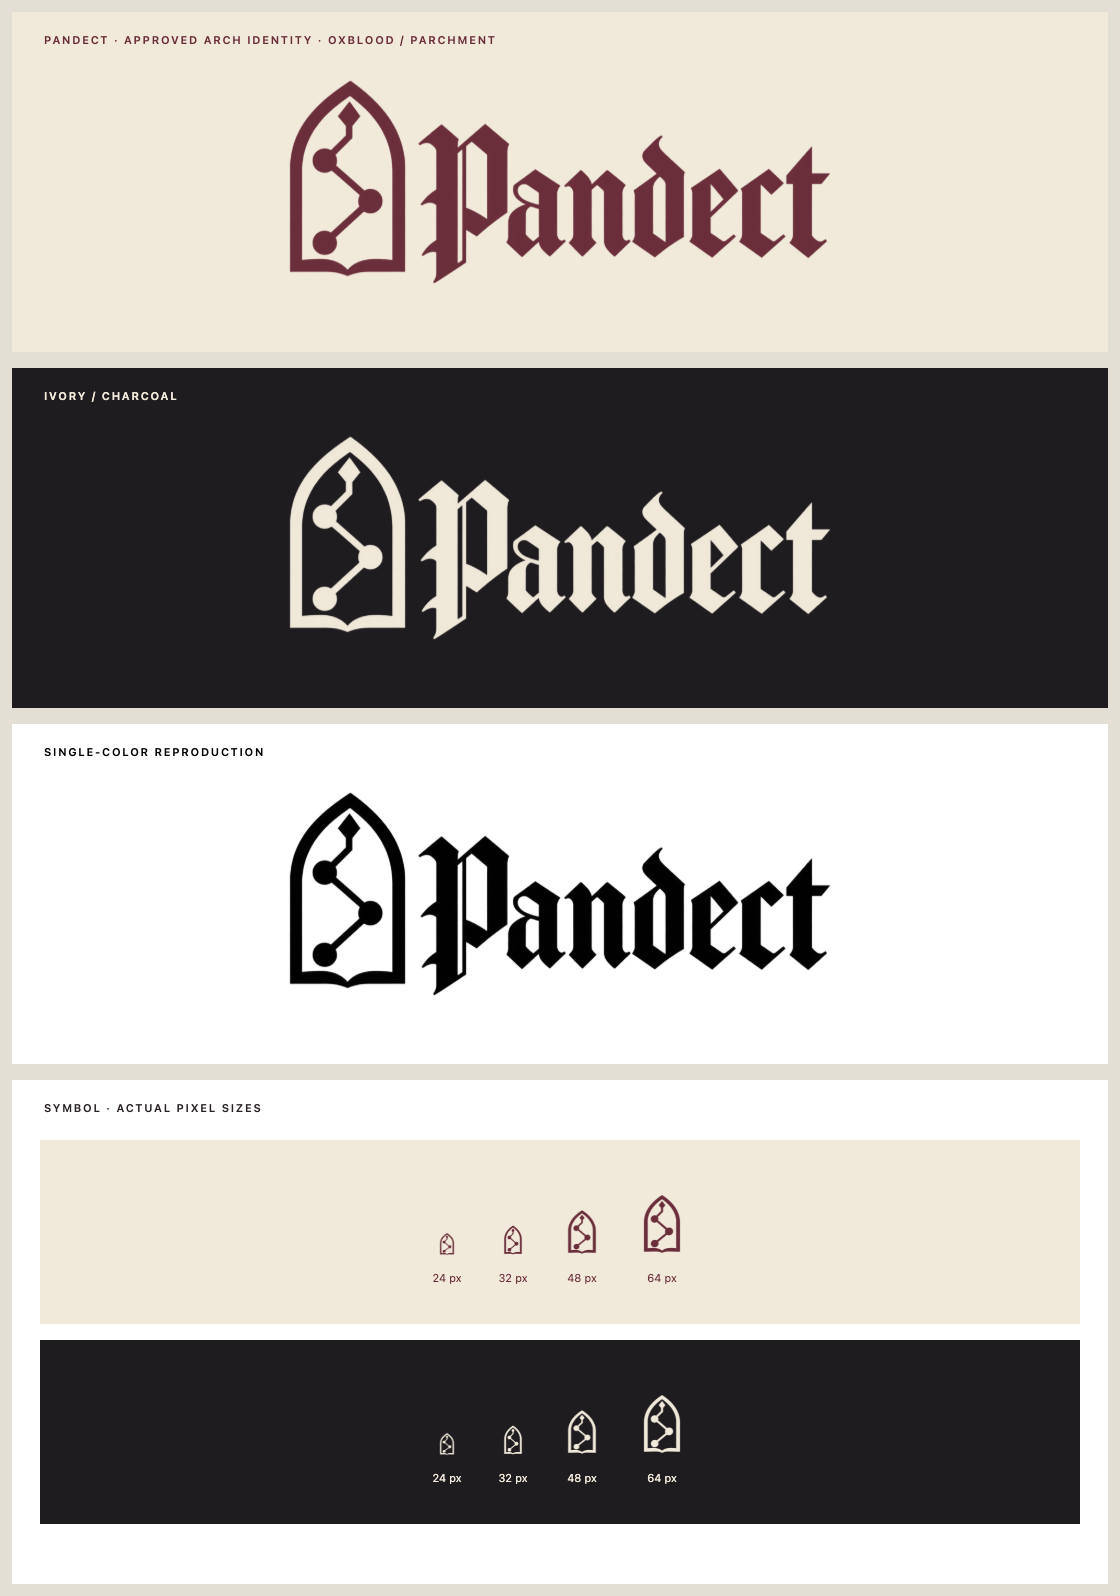 PANDECT · APPROVED ARCH IDENTITY · OXBLOOD / PARCHMENT
Pandect
IVORY / CHARCOAL
Pandect
SINGLE-COLOR REPRODUCTION
Pandect
SYMBOL · ACTUAL PIXEL SIZES
24 px 32 px 48 px 64 px
24 px 32 px 48 px 64 px